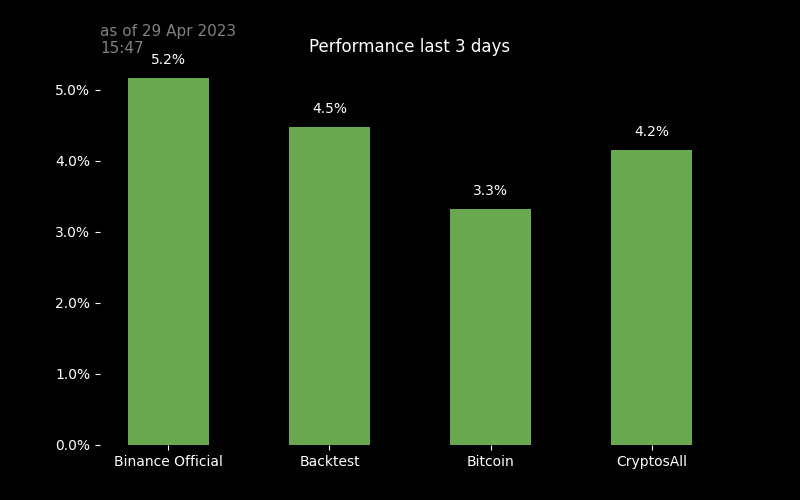 as of 29 Apr 2023
15:47
Performance last 3 days
5.2%
4.5%
3.3%
4.2%
5.0%
4.0%
3.0%
2.0%
1.0%
0.0%
Binance Official
Backtest
Bitcoin
CryptosAll